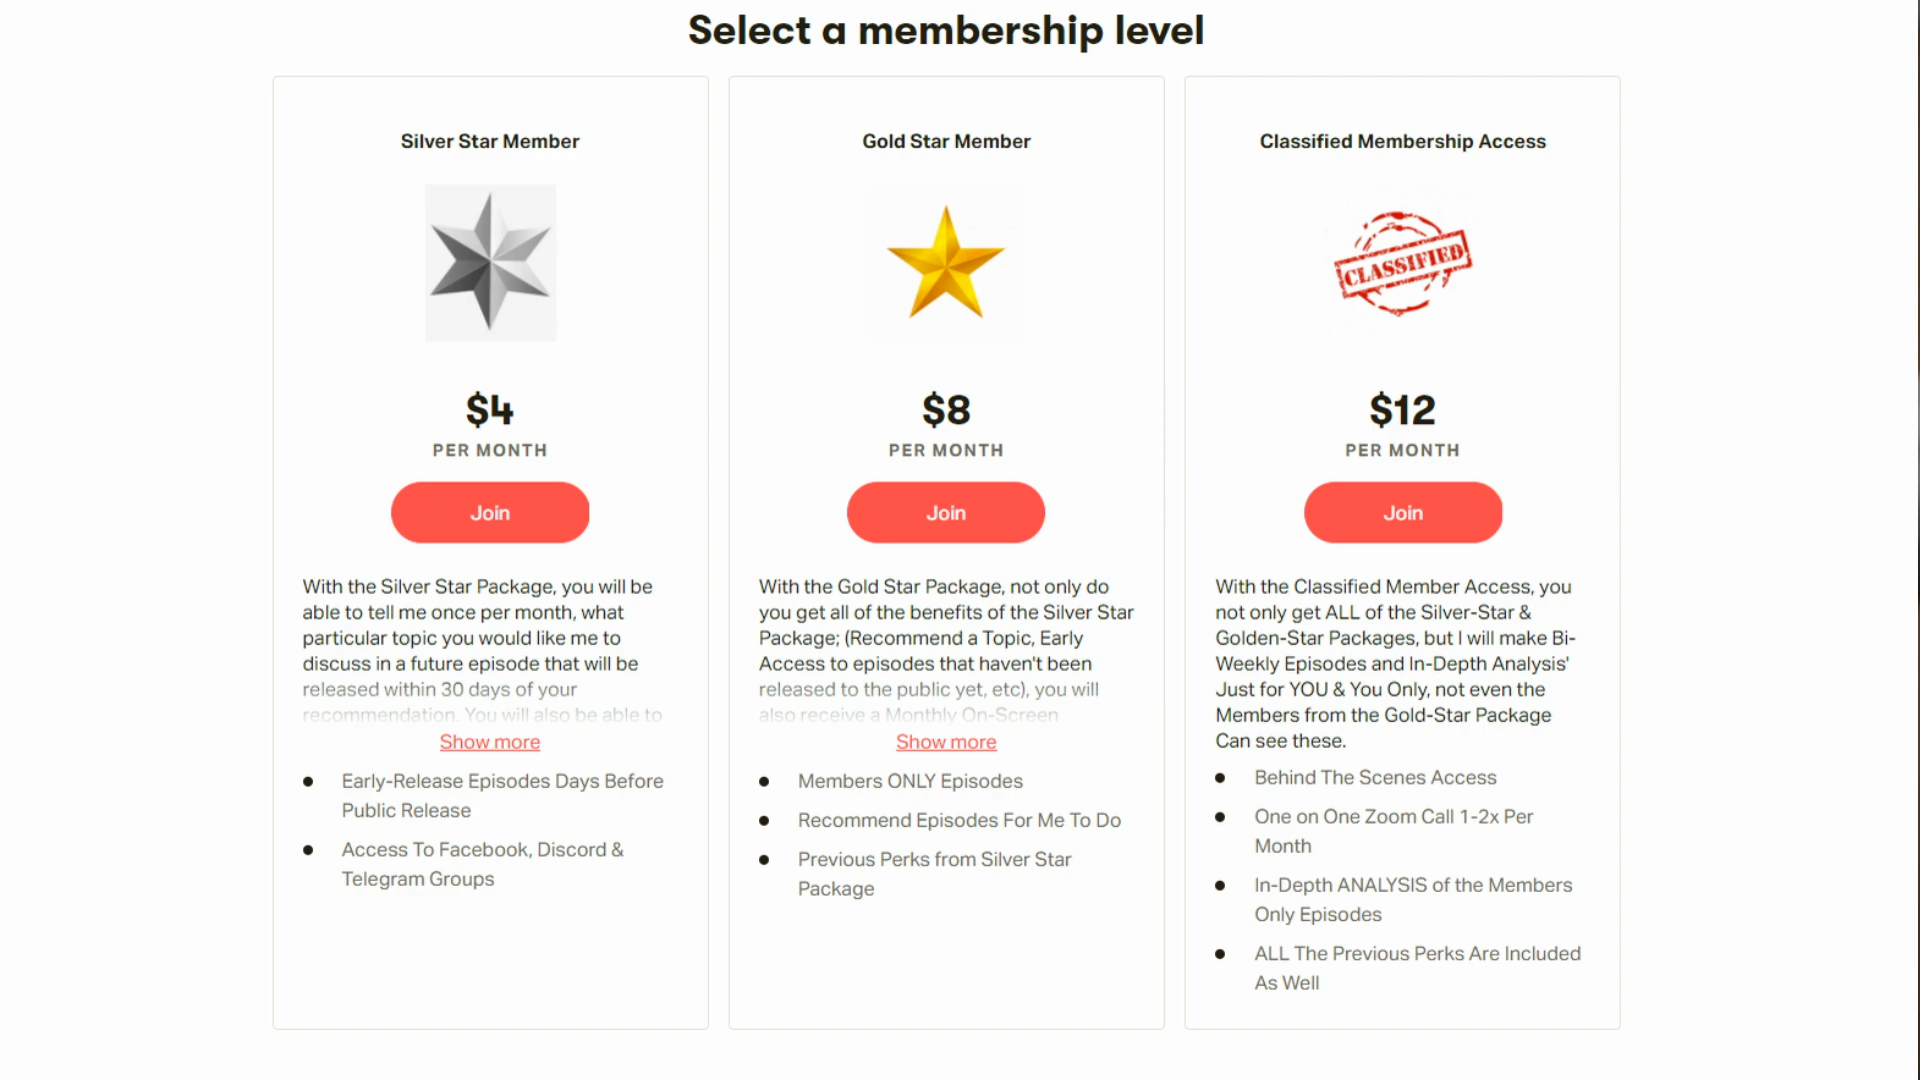 Select a membership level
Silver Star Member
$4
PER MONTH
Join
With the Silver Star Package, you will be
able to tell me once per month, what
particular topic you would like me to
discuss in a future episode that will be
released within 30 days of your
recommendation. You will also be able to
Show more
Early-Release Episodes Days Before
Public Release
Access To Facebook, Discord &
Telegram Groups
Gold Star Member
$8
PER MONTH
Join
With the Gold Star Package, not only do
you get all of the benefits of the Silver Star
Package; (Recommend a Topic, Early
Access to episodes that haven't been
released to the public yet, etc), you will
also receive a Monthly On-Screen
Show more
Members ONLY Episodes
Recommend Episodes For Me To Do
Previous Perks from Silver Star
Package
Classified Membership Access
CLASSIFIED
$12
PER MONTH
Join
With the Classified Member Access, you
not only get ALL of the Silver-Star &
Golden-Star Packages, but I will make Bi-
Weekly Episodes and In-Depth Analysis'
Just for YOU & You Only, not even the
Members from the Gold-Star Package
Can see these.
Behind The Scenes Access
One on One Zoom Call 1-2x Per
Month
In-Depth ANALYSIS of the Members
Only Episodes
ALL The Previous Perks Are Included
As Well